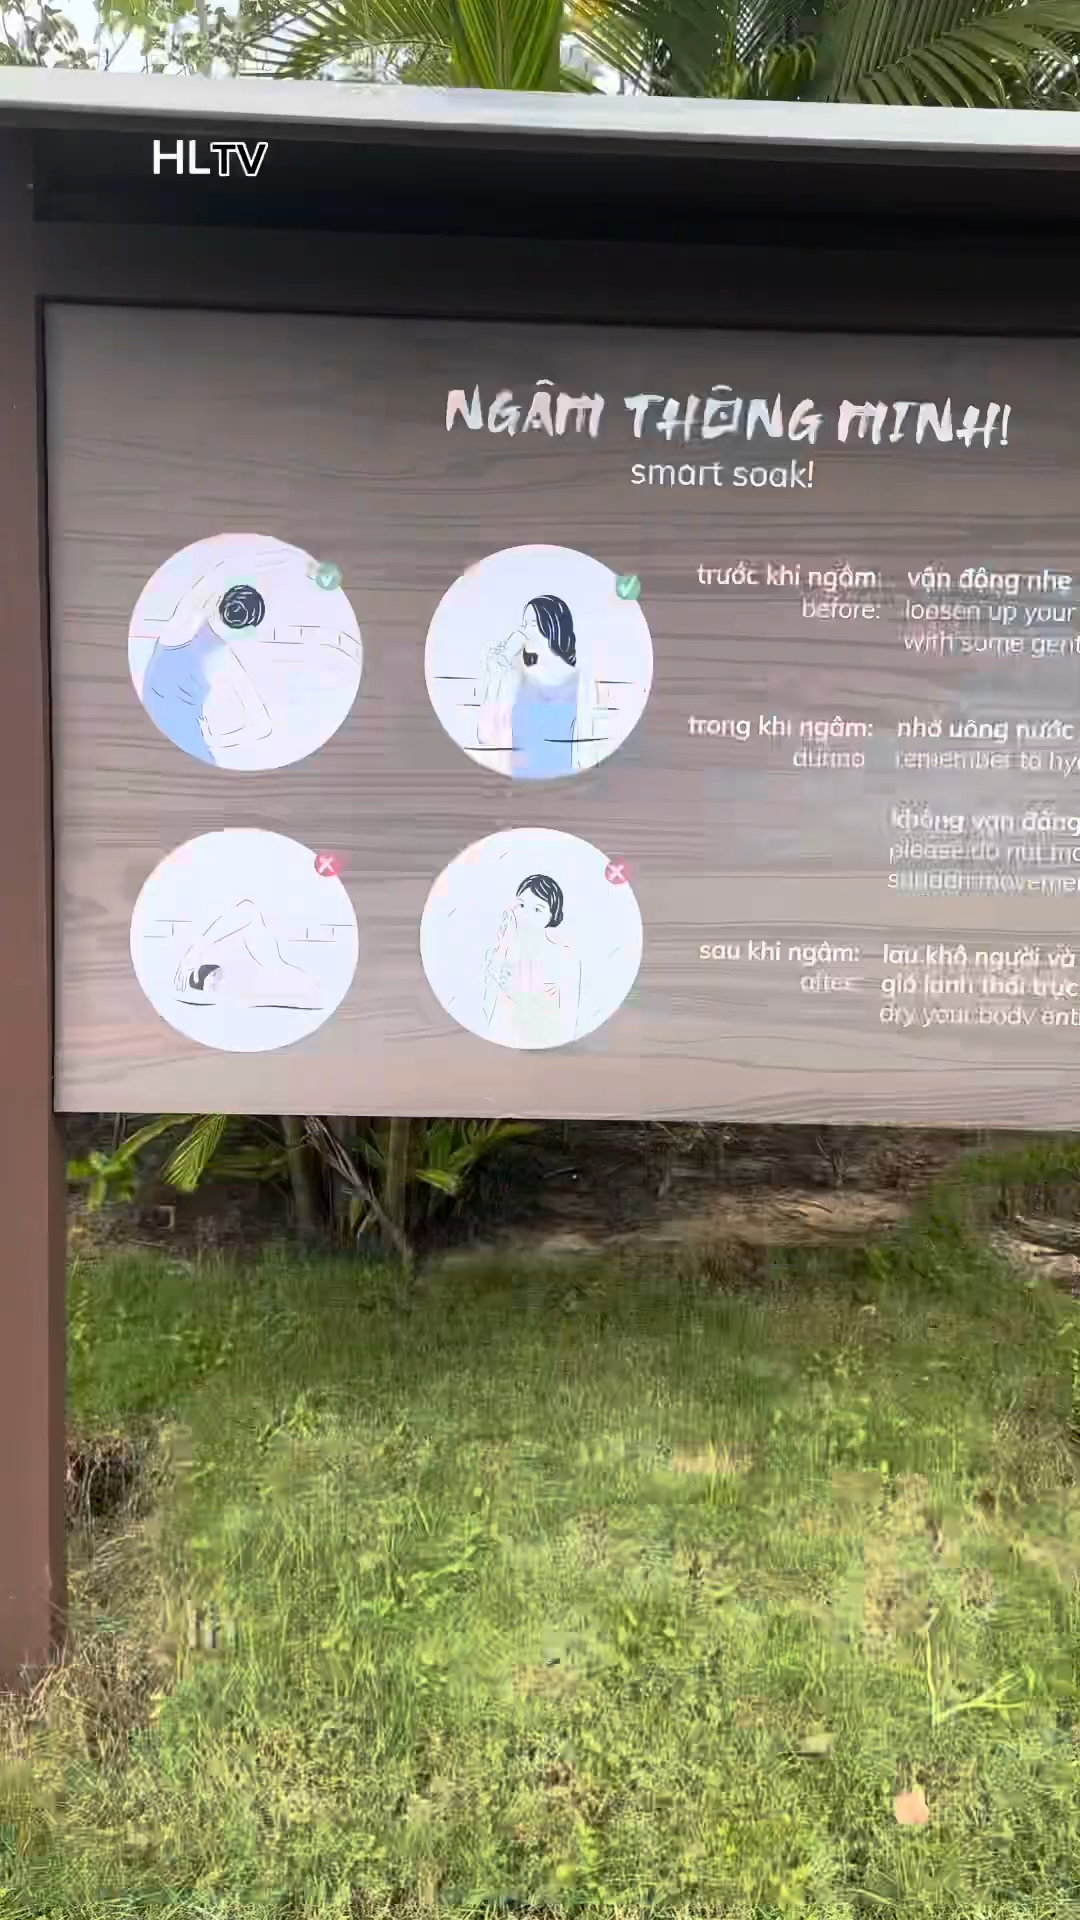 HLTV
NGÂM THÔNG MINH!
smart soak!
trước khi ngâm: vận động nhẹ
before: loosen up your
with some gent
trong khi ngâm: nhớ uống nước
during remember to hy
không vận động
please do not
sudden movemen
sau khi ngâm: lau khô người và
after gió lạnh thổi trực
dry your body enti